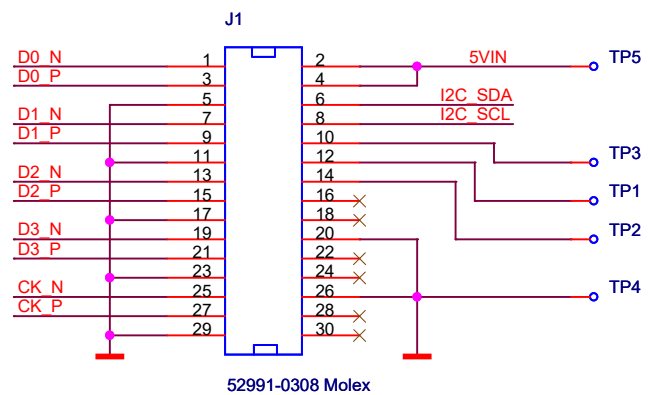 J1
D0_N 1 2 5VIN TP5
D0_P 3 4
5 6 I2C_SDA
D1_N 7 8 I2C_SCL
D1_P 9 10
11 12 TP3
D2_N 13 14
D2_P 15 16 TP1
17 18
D3_N 19 20 TP2
D3_P 21 22
23 24
CK_N 25 26 TP4
CK_P 27 28
29 30
52991-0308 Molex